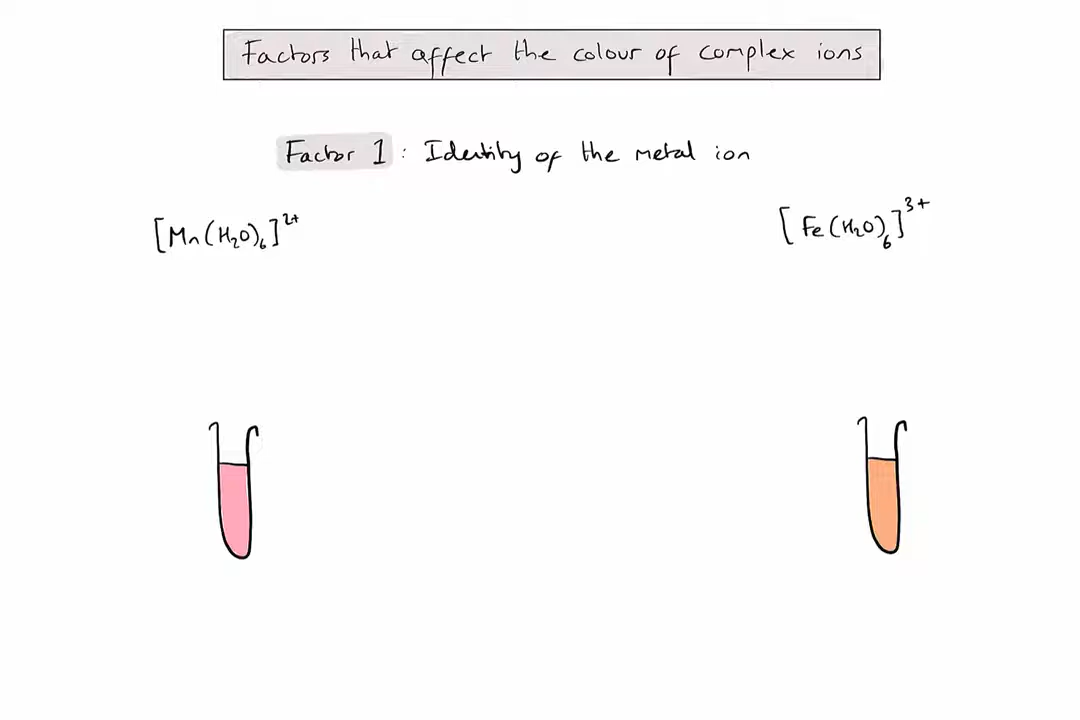 Factors that affect the colour of complex ions
Factor 1 : Identity of the metal ion
[Mn(H₂O)₆]²⁺
[Fe(H₂O)₆]³⁺